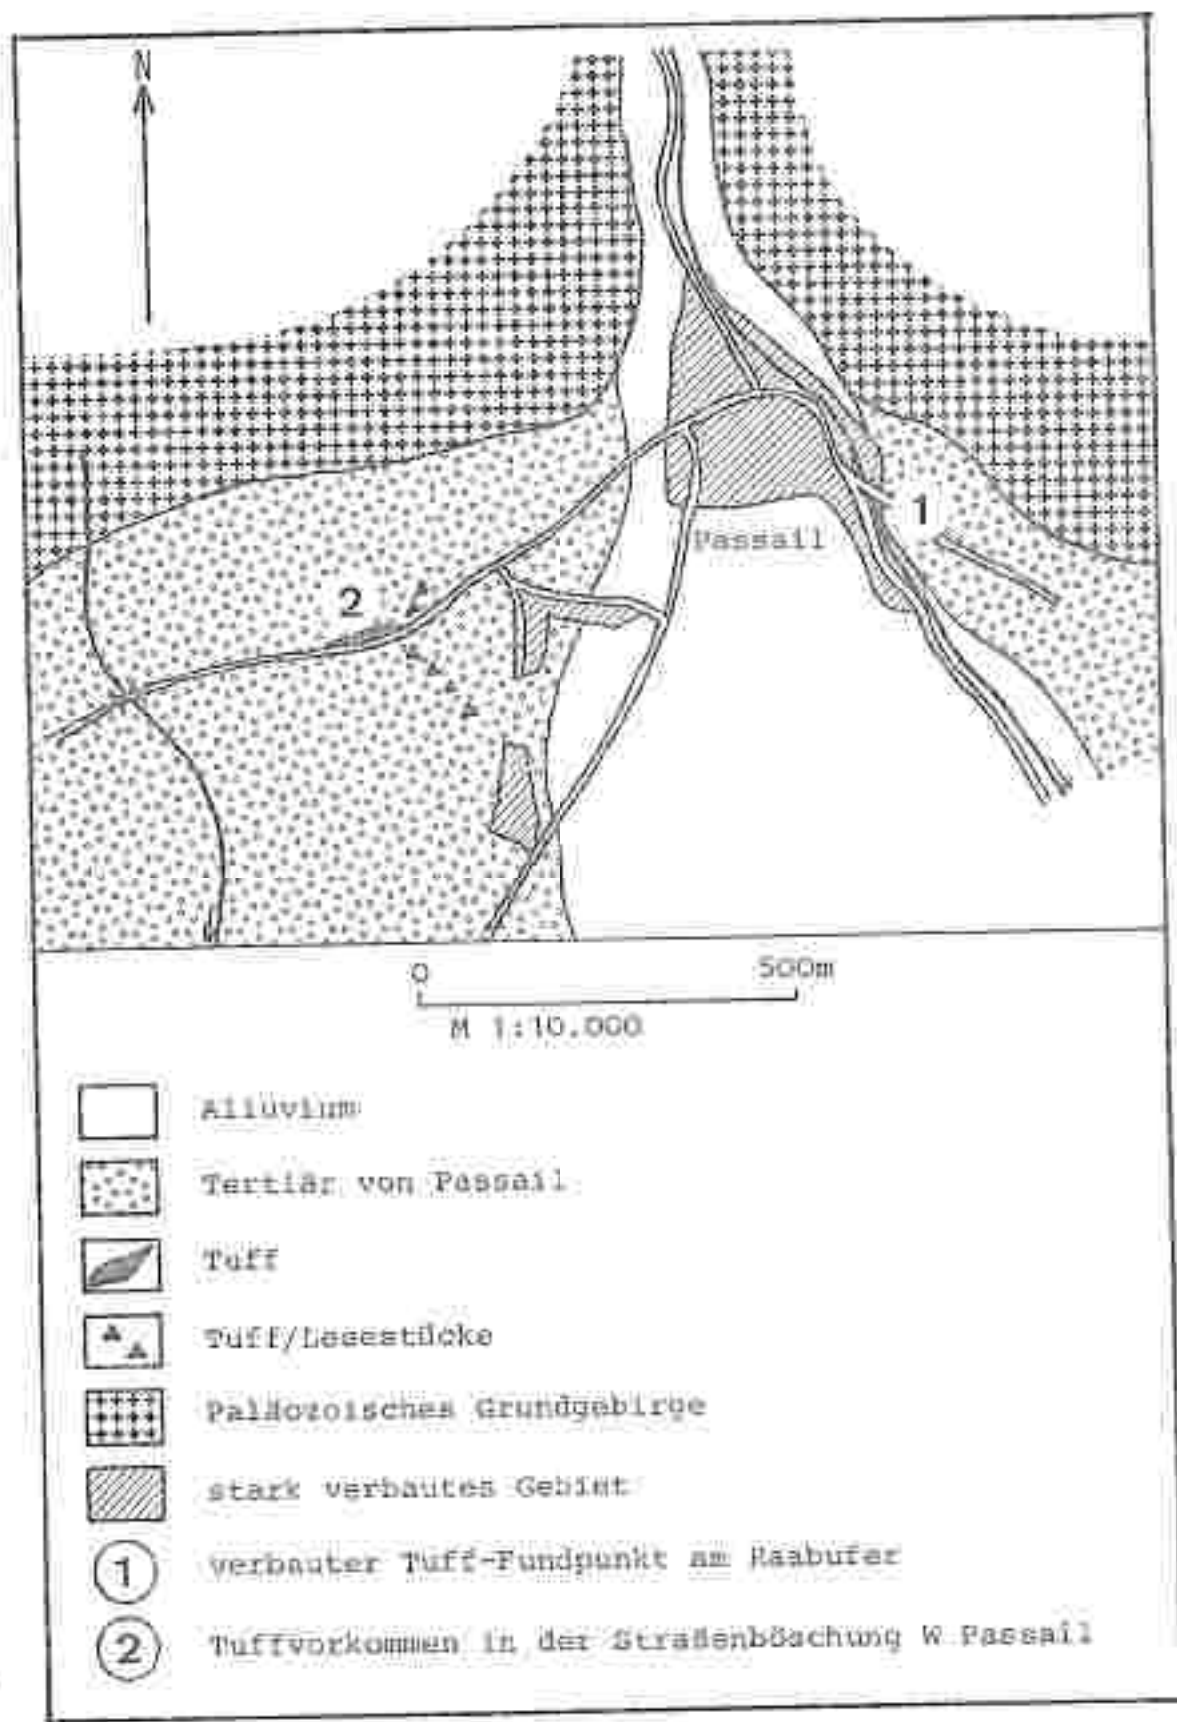 N
1
Passail
2
0 500m
M 1:10.000
Alluvium
Tertiär von Passail
Tuff
Tuff/Lesestücke
Paläozoisches Grundgebirge
stark verbautes Gebiet
1 verbauter Tuff-Fundpunkt am Raabufer
2 Tuffvorkommen in der Straßenböschung W Passail